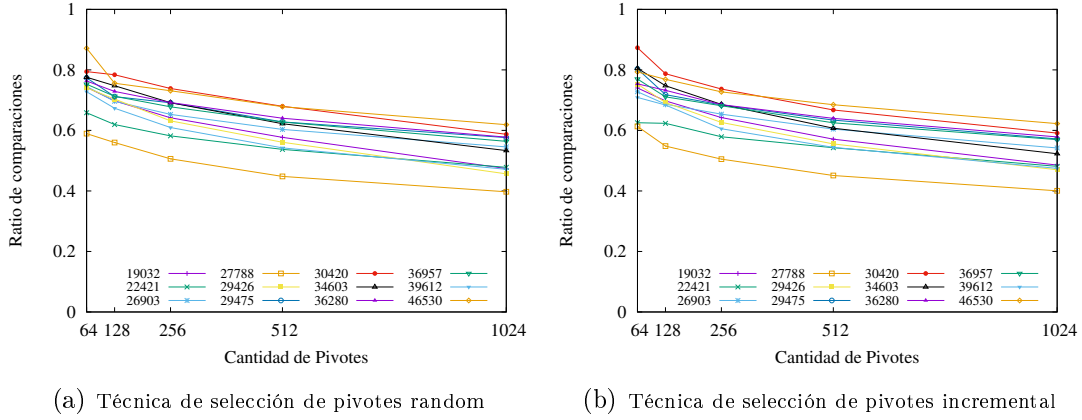 1
0.8
0.6
0.4
0.2
0
Ratio de comparaciones
64 128 256 512 1024
Cantidad de Pivotes
19032 27788 30420 36957
22421 29426 34603 39612
26903 29475 36280 46530
(a) Técnica de selección de pivotes random
1
0.8
0.6
0.4
0.2
0
Ratio de comparaciones
64 128 256 512 1024
Cantidad de Pivotes
19032 27788 30420 36957
22421 29426 34603 39612
26903 29475 36280 46530
(b) Técnica de selección de pivotes incremental